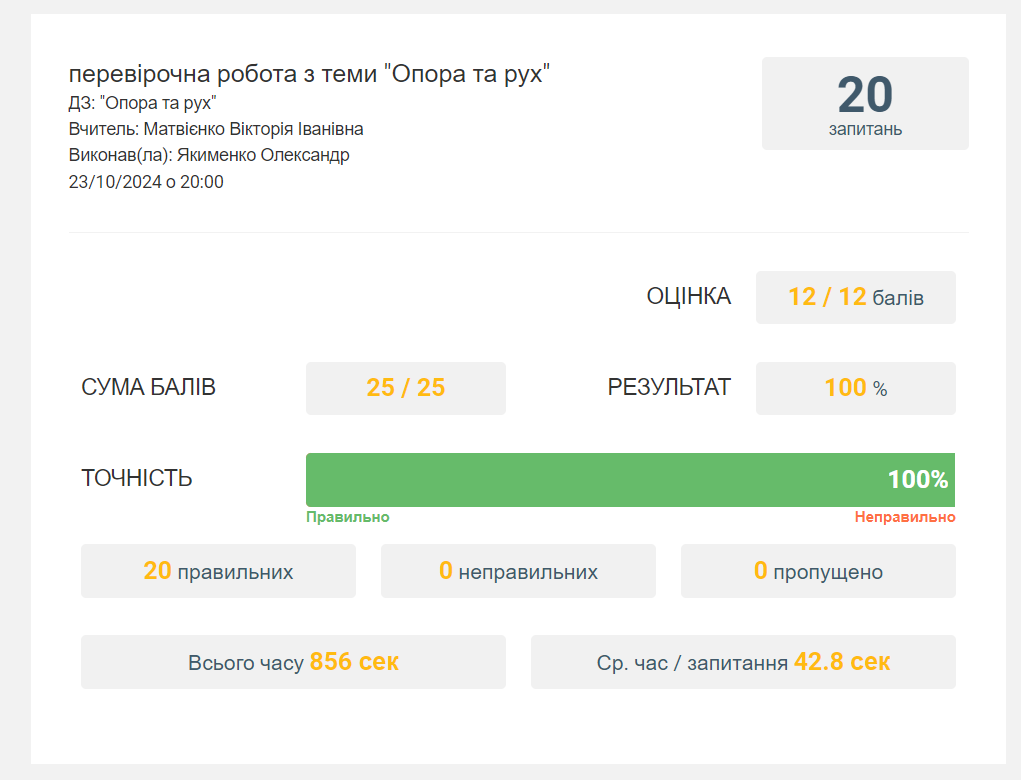 перевірочна робота з теми "Опора та рух"
ДЗ: "Опора та рух"
Вчитель: Матвієнко Вікторія Іванівна
Виконав(ла): Якименко Олександр
23/10/2024 о 20:00
20
запитань
ОЦІНКА 12 / 12 балів
СУМА БАЛІВ 25 / 25 РЕЗУЛЬТАТ 100 %
ТОЧНІСТЬ 100%
Правильно Неправильно
20 правильних 0 неправильних 0 пропущено
Всього часу 856 сек Ср. час / запитання 42.8 сек